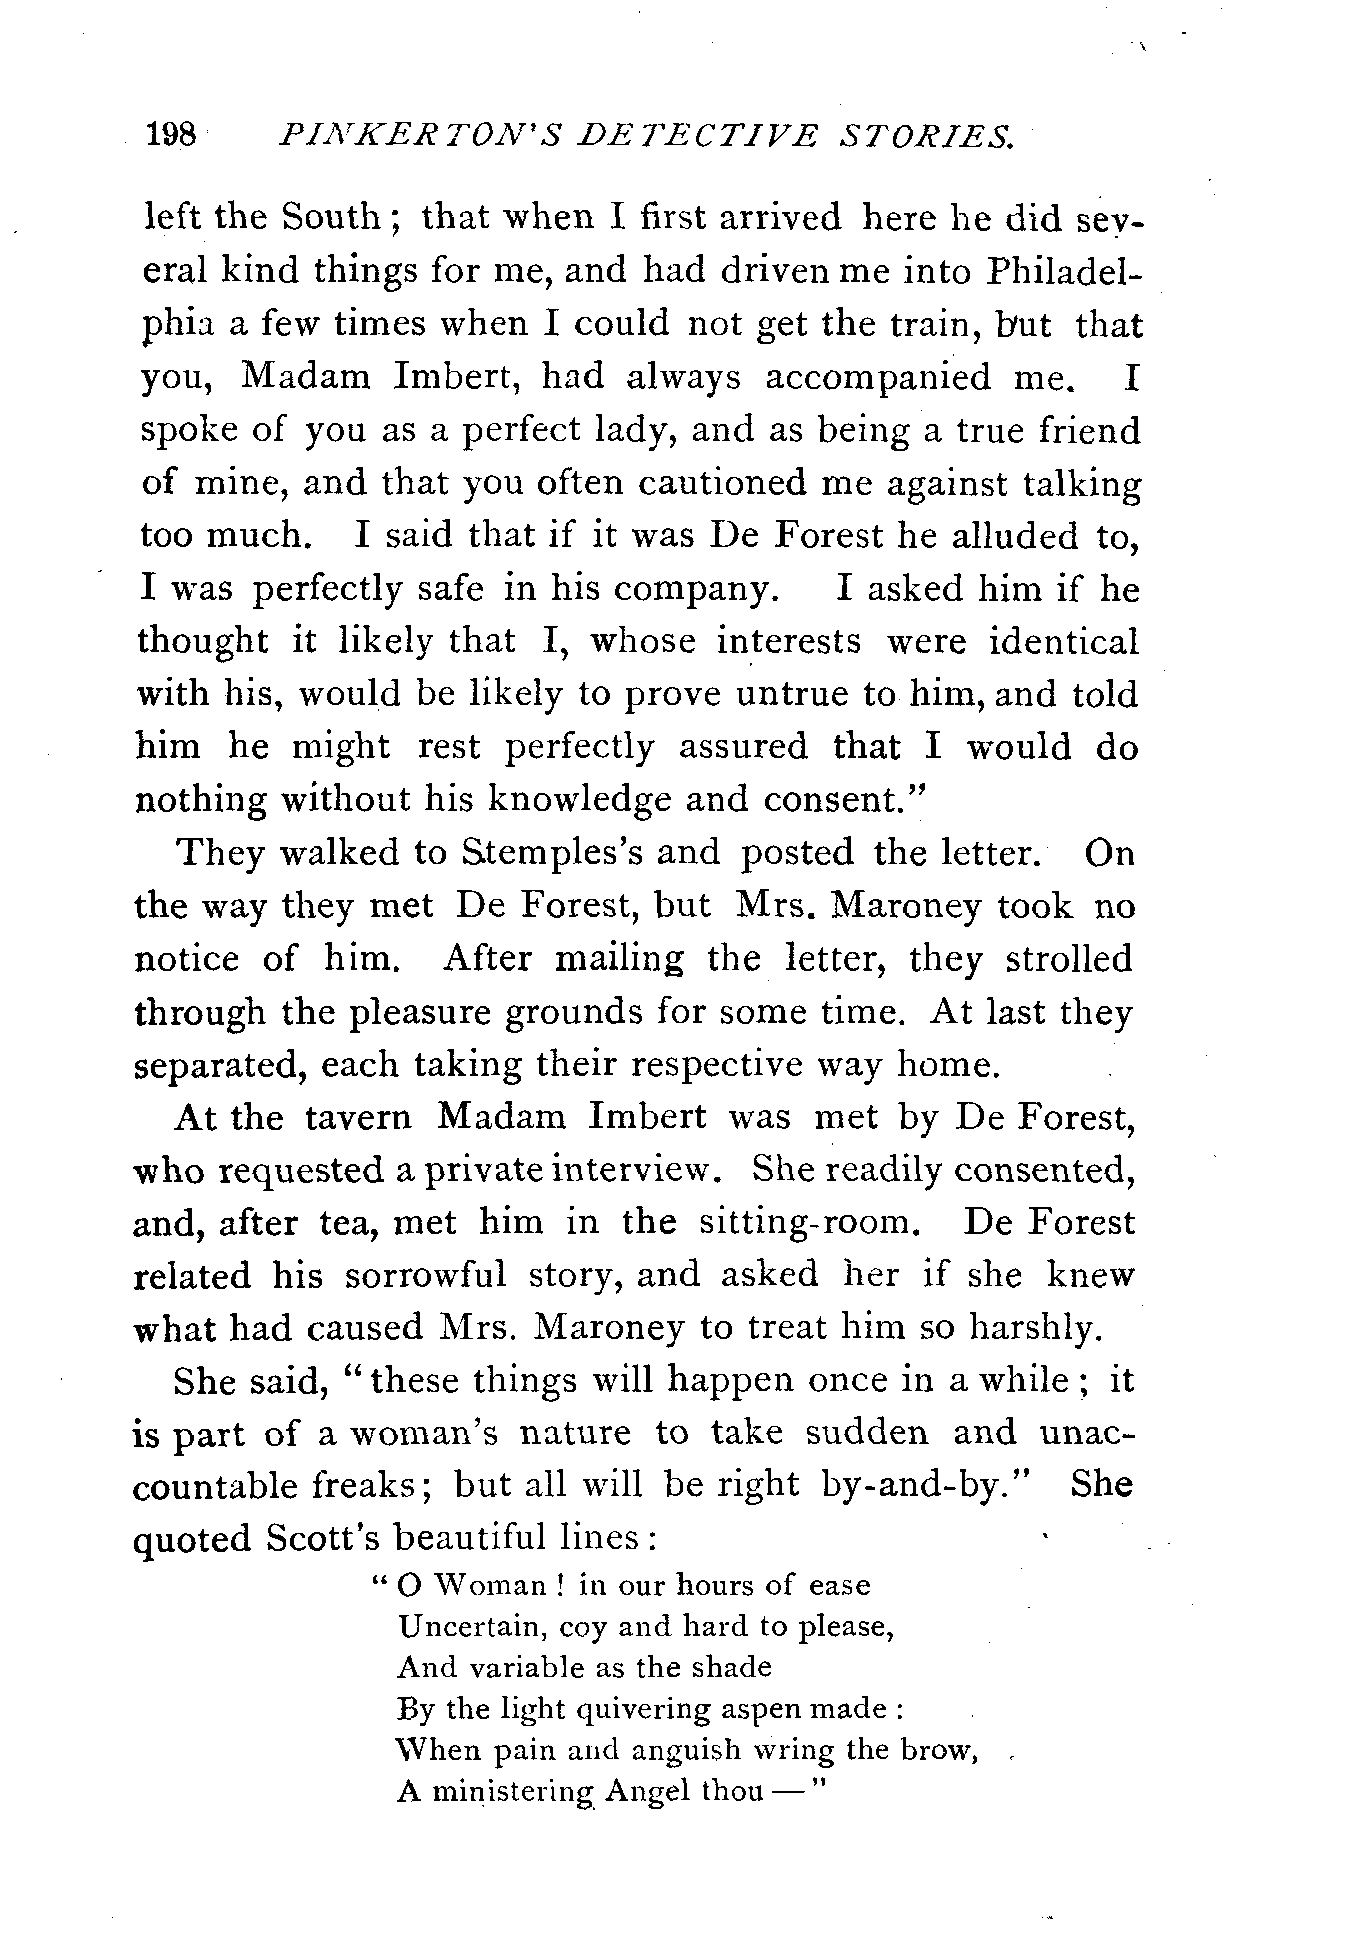 198 PINKERTON'S DETECTIVE STORIES.
left the South ; that when I first arrived here he did sev-
eral kind things for me, and had driven me into Philadel-
phia a few times when I could not get the train, but that
you, Madam Imbert, had always accompanied me. I
spoke of you as a perfect lady, and as being a true friend
of mine, and that you often cautioned me against talking
too much. I said that if it was De Forest he alluded to,
I was perfectly safe in his company. I asked him if he
thought it likely that I, whose interests were identical
with his, would be likely to prove untrue to him, and told
him he might rest perfectly assured that I would do
nothing without his knowledge and consent."
They walked to Stemples's and posted the letter. On
the way they met De Forest, but Mrs. Maroney took no
notice of him. After mailing the letter, they strolled
through the pleasure grounds for some time. At last they
separated, each taking their respective way home.
At the tavern Madam Imbert was met by De Forest,
who requested a private interview. She readily consented,
and, after tea, met him in the sitting-room. De Forest
related his sorrowful story, and asked her if she knew
what had caused Mrs. Maroney to treat him so harshly.
She said, " these things will happen once in a while ; it
is part of a woman's nature to take sudden and unac-
countable freaks ; but all will be right by-and-by." She
quoted Scott's beautiful lines :
" O Woman ! in our hours of ease
Uncertain, coy and hard to please,
And variable as the shade
By the light quivering aspen made :
When pain and anguish wring the brow,
A ministering Angel thou — "